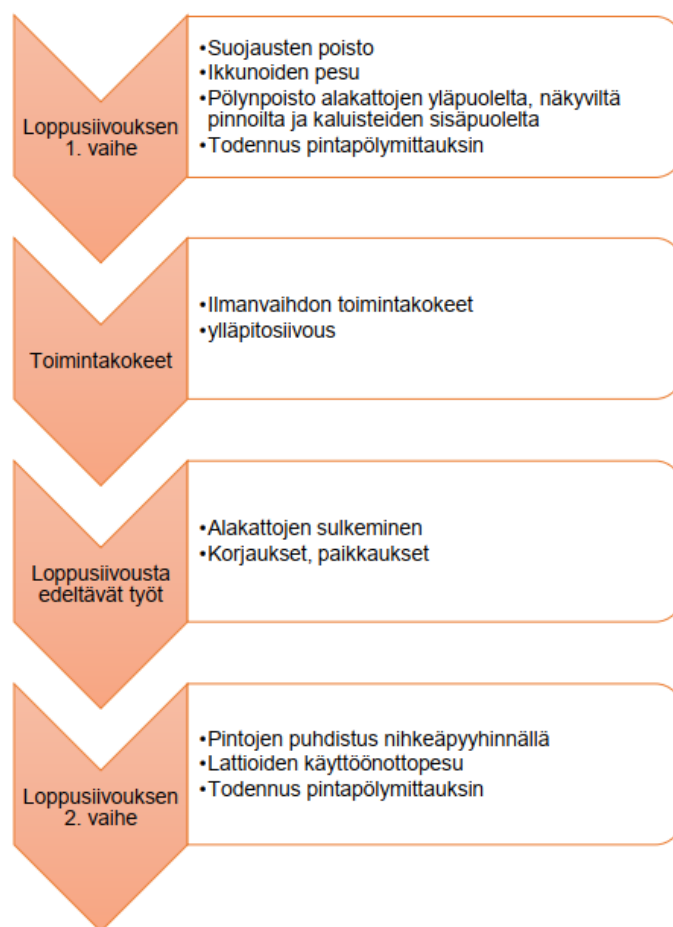 Loppusiivouksen
1. vaihe
•Suojausten poisto
•Ikkunoiden pesu
•Pölynpoisto alakattojen yläpuolelta, näkyviltä
pinnoilta ja kalusteiden sisäpuolelta
•Todennus pintapölymittauksin
Toimintakokeet
•Ilmanvaihdon toimintakokeet
•ylläpitosiivous
Loppusiivousta
edeltävät työt
•Alakattojen sulkeminen
•Korjaukset, paikkaukset
Loppusiivouksen
2. vaihe
•Pintojen puhdistus nihkeäpyyhinnällä
•Lattioiden käyttöönottopesu
•Todennus pintapölymittauksin